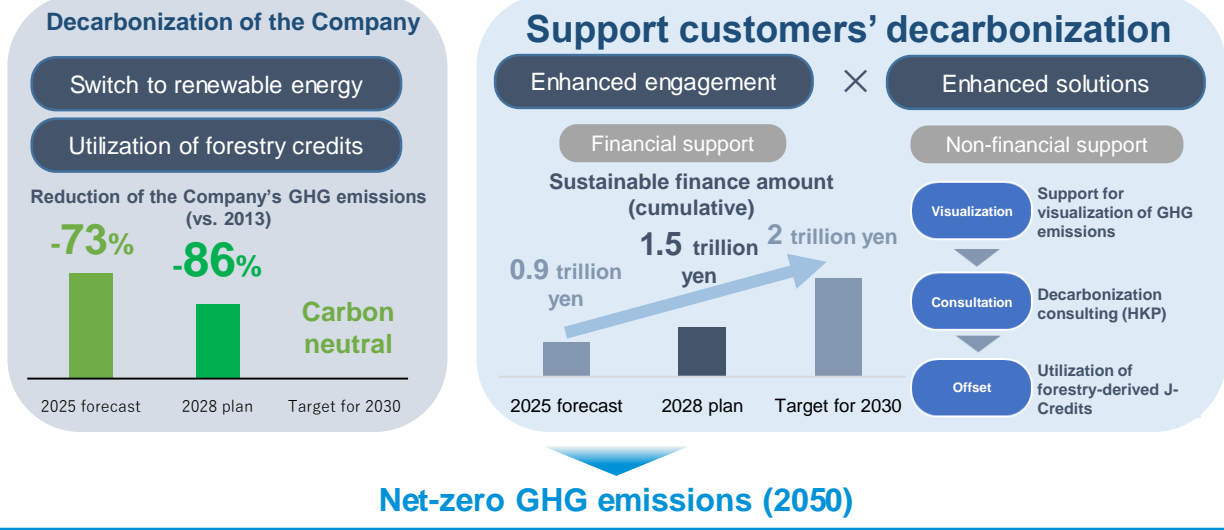 Decarbonization of the Company
Switch to renewable energy
Utilization of forestry credits
Reduction of the Company's GHG emissions
(vs. 2013)
-73%
-86%
Carbon
neutral
2025 forecast
2028 plan
Target for 2030
Support customers' decarbonization
Enhanced engagement
×
Enhanced solutions
Financial support
Sustainable finance amount
(cumulative)
0.9 trillion
yen
1.5 trillion
yen
2 trillion yen
2025 forecast
2028 plan
Target for 2030
Non-financial support
Visualization
Support for
visualization of GHG
emissions
Consultation
Decarbonization
consulting (HKP)
Offset
Utilization of
forestry-derived J-
Credits
Net-zero GHG emissions (2050)